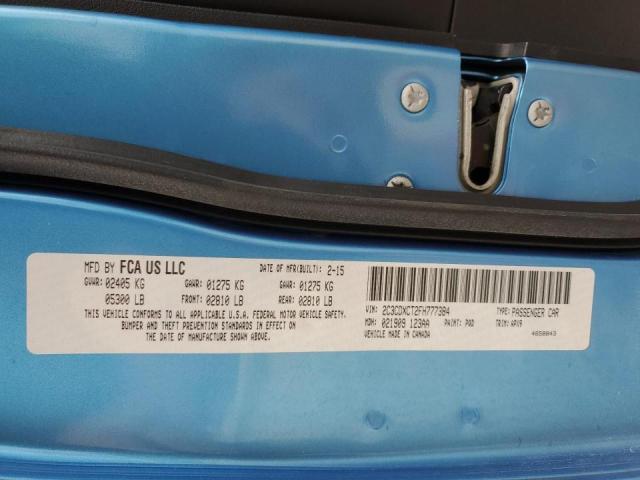 MFD BY FCA US LLC DATE OF MFR(BUILT): 2-15
GVWR: 02405 KG GAWR: 01275 KG GAWR: 01275 KG
05300 LB FRONT: 02810 LB REAR: 02810 LB
THIS VEHICLE CONFORMS TO ALL APPLICABLE U.S.A. FEDERAL MOTOR VEHICLE SAFETY,
BUMPER AND THEFT PREVENTION STANDARDS IN EFFECT ON
THE DATE OF MANUFACTURE SHOWN ABOVE.
VIN: 2C3CDXCT2FH777384 TYPE: PASSENGER CAR
MDH: 021909 123AA PAINT: PQD TRIM: APX9
VEHICLE MADE IN CANADA 4658843